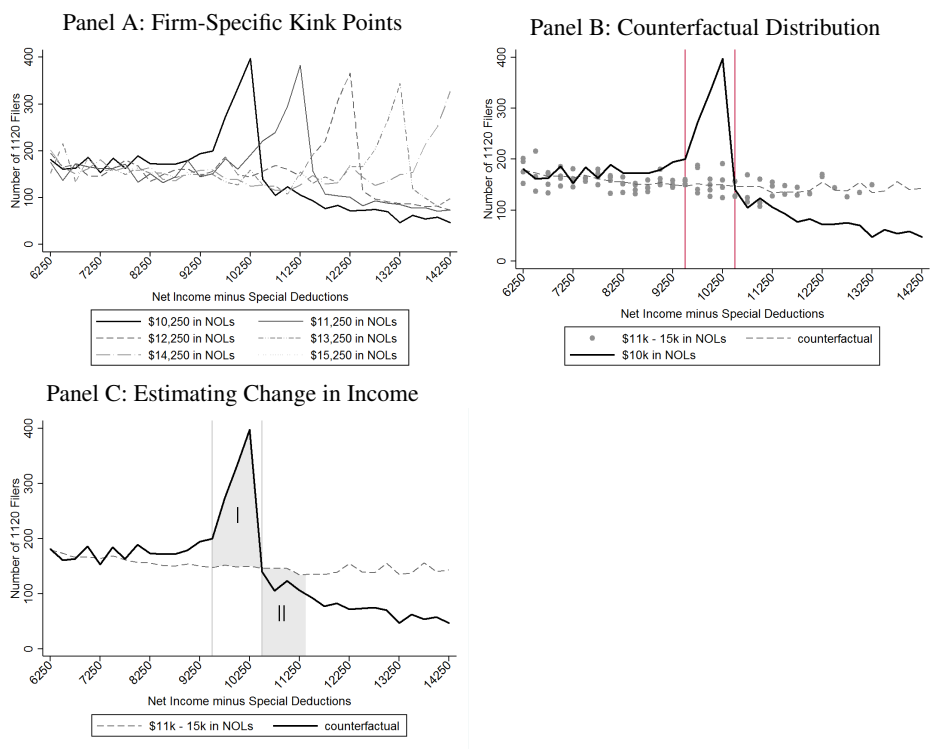 Panel A: Firm-Specific Kink Points
Number of 1120 Filers
400
300
200
100
0
6250 7250 8250 9250 10250 11250 12250 13250 14250
Net Income minus Special Deductions
$10,250 in NOLs $11,250 in NOLs
$12,250 in NOLs $13,250 in NOLs
$14,250 in NOLs $15,250 in NOLs
Panel B: Counterfactual Distribution
Number of 1120 Filers
400
300
200
100
0
6250 7250 8250 9250 10250 11250 12250 13250 14250
Net Income minus Special Deductions
$11k - 15k in NOLs counterfactual
$10k in NOLs
Panel C: Estimating Change in Income
Number of 1120 Filers
400
300
200
100
0
I
II
6250 7250 8250 9250 10250 11250 12250 13250 14250
Net Income minus Special Deductions
$11k - 15k in NOLs counterfactual